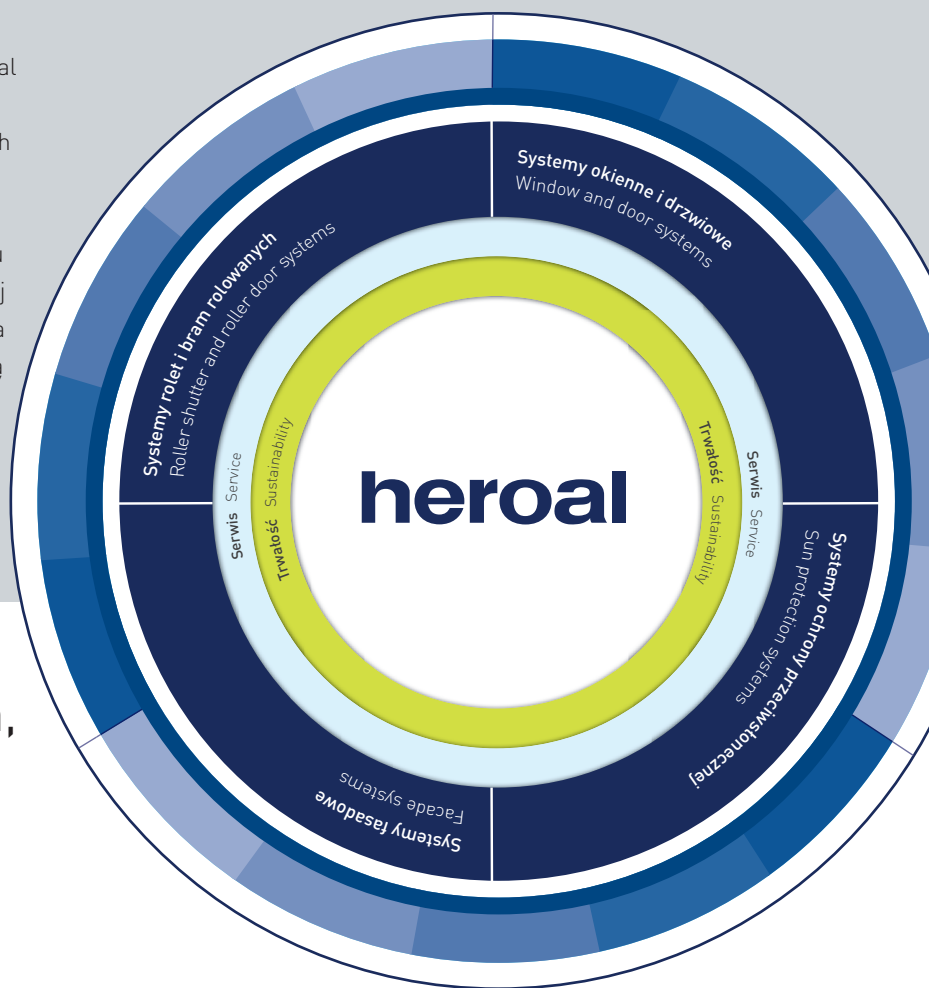 Systemy okienne i drzwiowe
Window and door systems
Systemy rolet i bram rolowanych
Roller shutter and roller door systems
Serwis Service
Trwałość Sustainability
heroal
Trwałość Sustainability
Serwis Service
Systemy ochrony przeciwsłonecznej
Sun protection systems
Systemy fasadowe
Facade systems